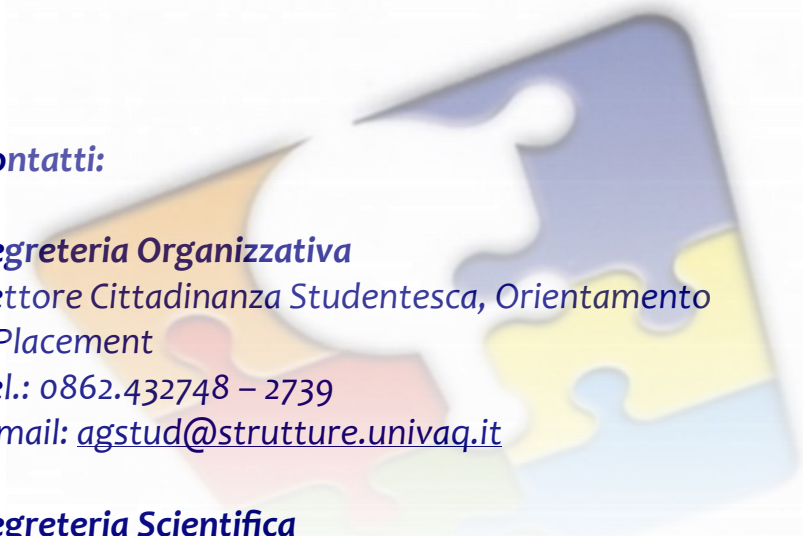 ontatti:
egreteria Organizzativa
ettore Cittadinanza Studentesca, Orientamento
Placement
el.: 0862.432748 – 2739
mail: agstud@strutture.univaq.it
egreteria Scientifica